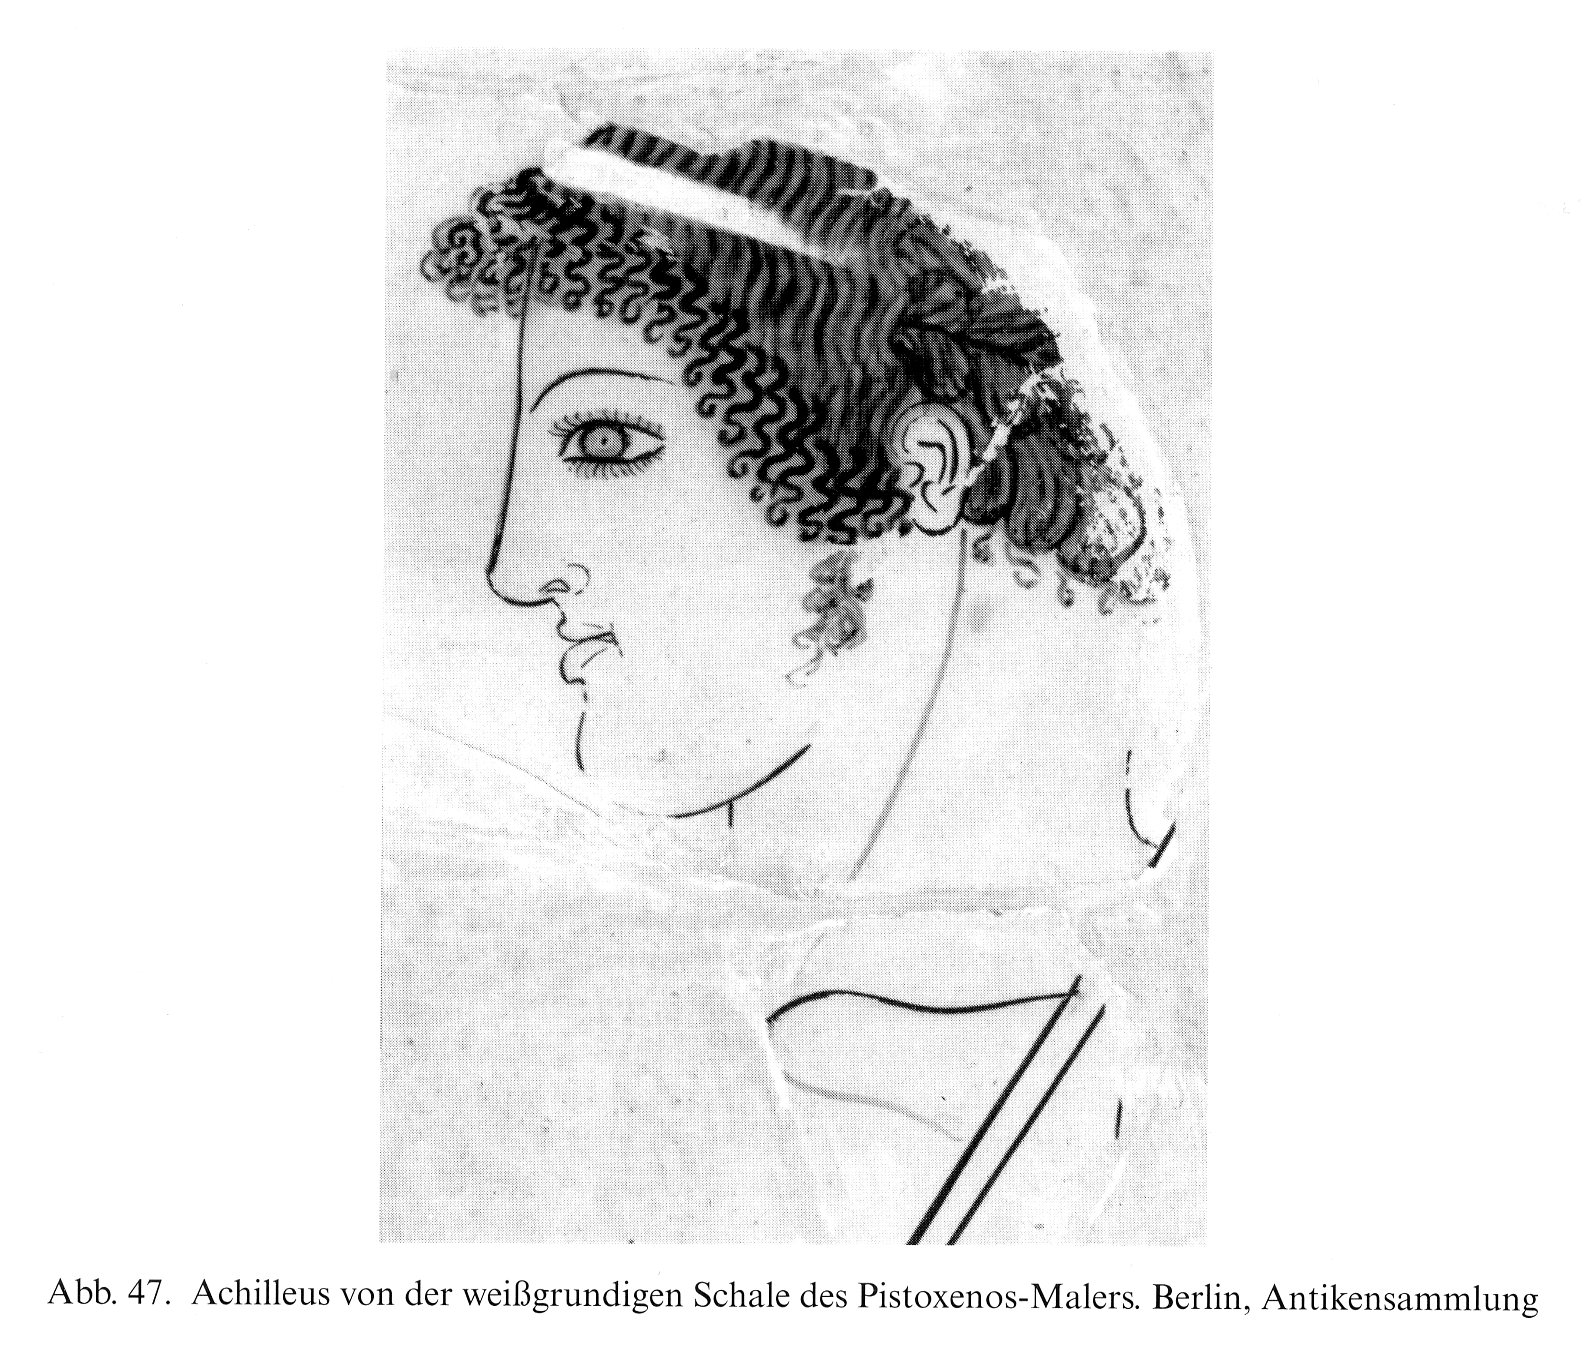 Abb. 47. Achilleus von der weißgrundigen Schale des Pistoxenos-Malers. Berlin, Antikensammlung